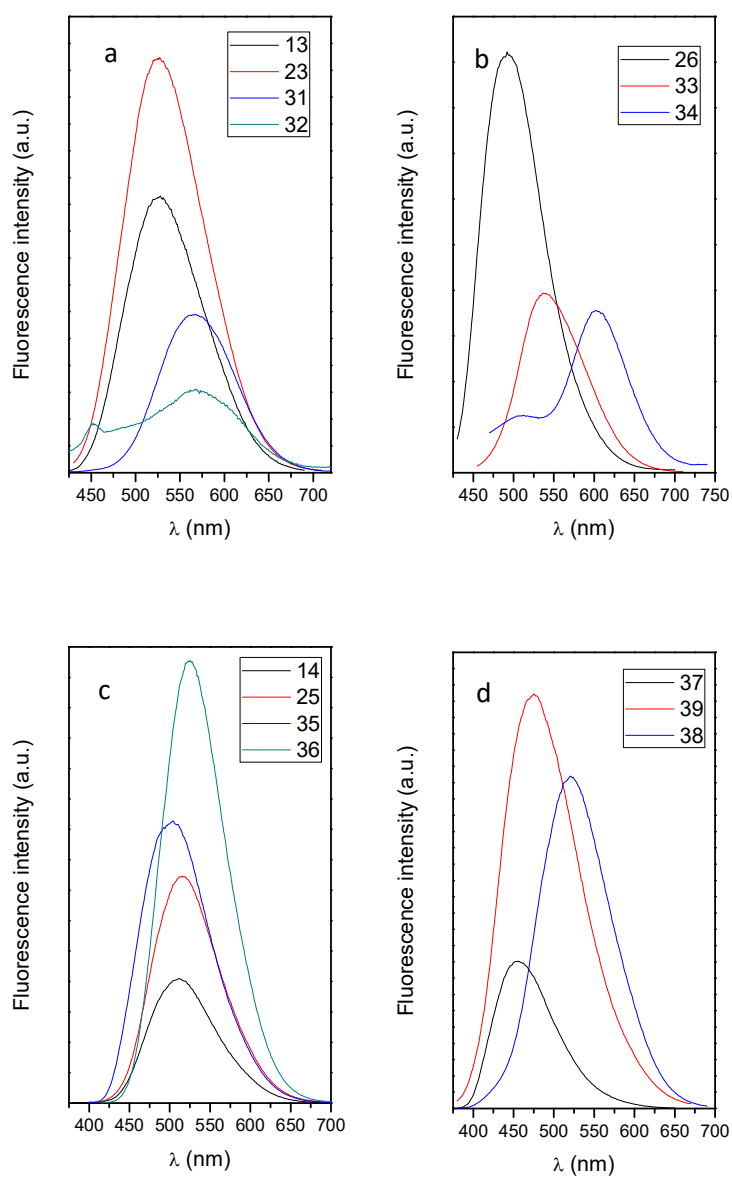 a
13
23
31
32
Fluorescence intensity (a.u.)
450 500 550 600 650 700
λ (nm)
b
26
33
34
Fluorescence intensity (a.u.)
450 500 550 600 650 700 750
λ (nm)
c
14
25
35
36
Fluorescence intensity (a.u.)
400 450 500 550 600 650 700
λ (nm)
d
37
39
38
Fluorescence intensity (a.u.)
400 450 500 550 600 650 700
λ (nm)